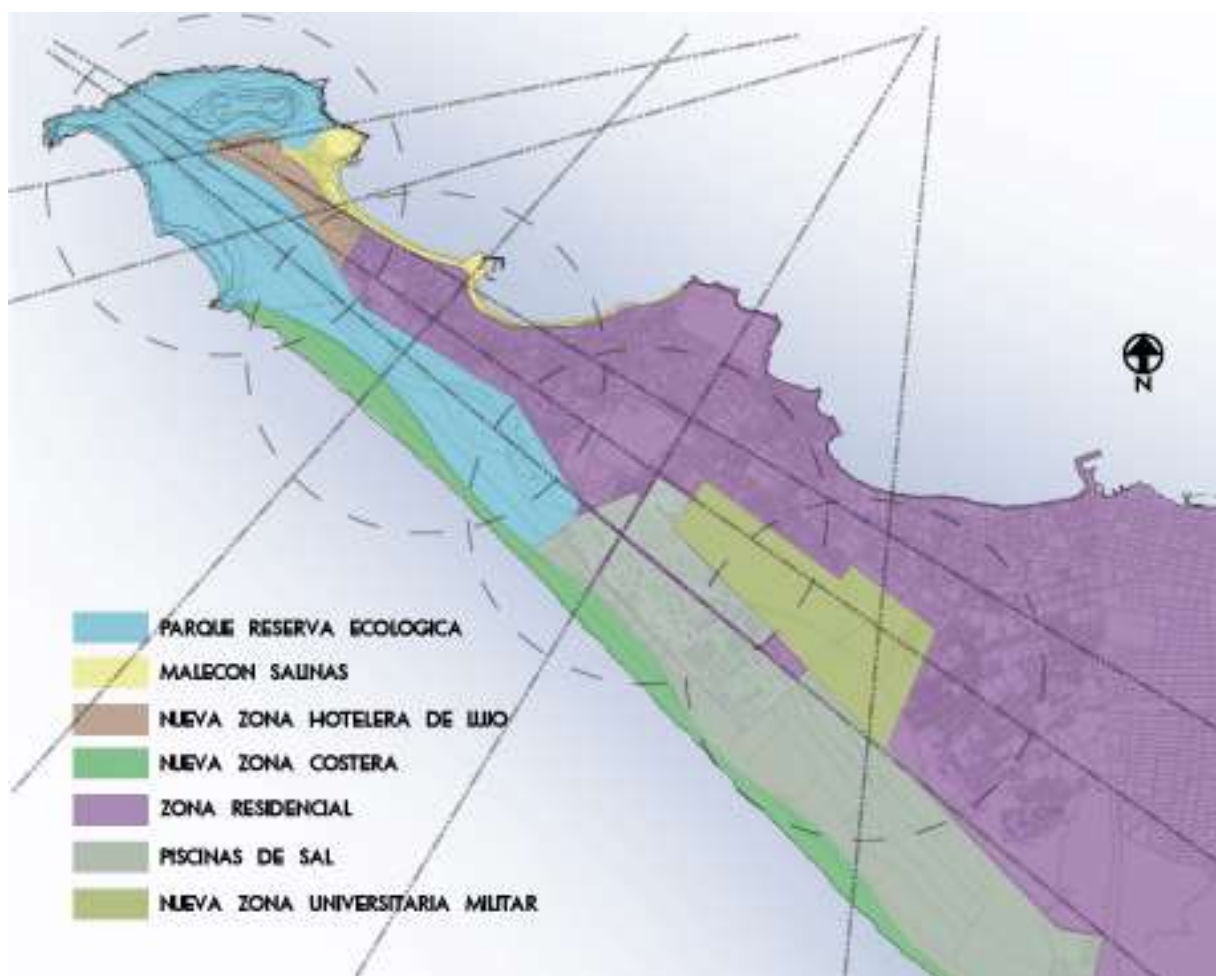 N
PARQUE RESERVA ECOLOGICA
MALECON SALINAS
NUEVA ZONA HOTELERA DE LUJO
NUEVA ZONA COSTERA
ZONA RESIDENCIAL
PISCINAS DE SAL
NUEVA ZONA UNIVERSITARIA MILITAR